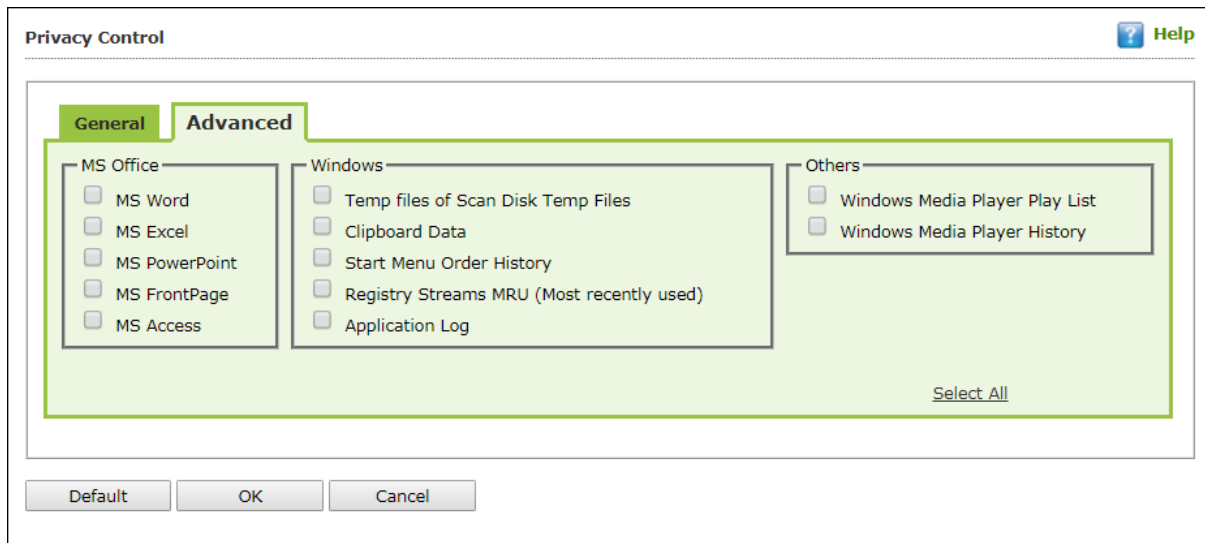 Privacy Control
Help
General
Advanced
MS Office
MS Word
MS Excel
MS PowerPoint
MS FrontPage
MS Access
Windows
Temp files of Scan Disk Temp Files
Clipboard Data
Start Menu Order History
Registry Streams MRU (Most recently used)
Application Log
Others
Windows Media Player Play List
Windows Media Player History
Select All
Default
OK
Cancel